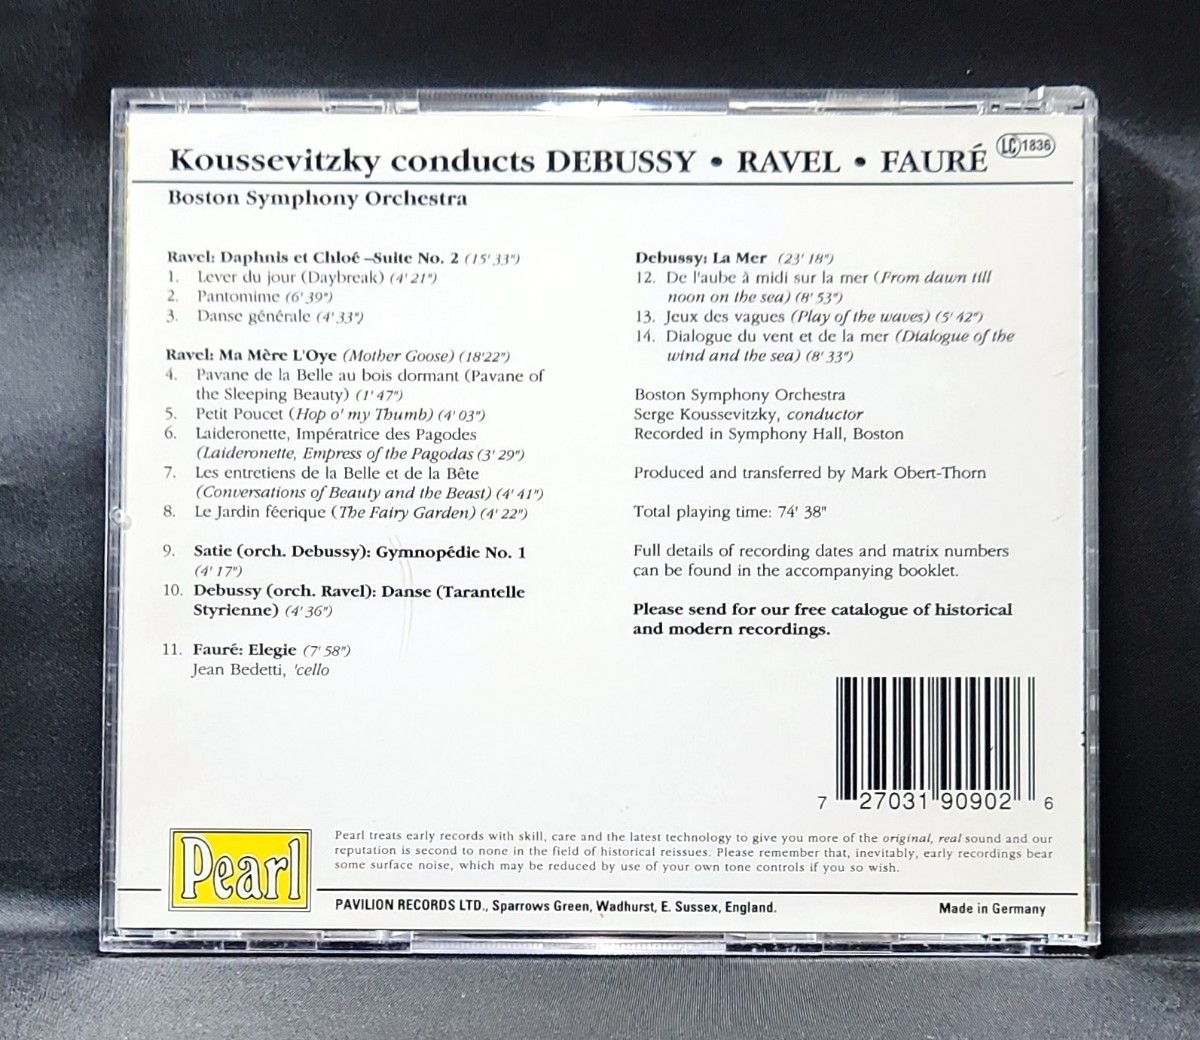 Koussevitzky conducts DEBUSSY • RAVEL • FAURÉ
LC 1836
Boston Symphony Orchestra
Ravel: Daphnis et Chloé –Suite No. 2 (15' 33")
1. Lever du jour (Daybreak) (4' 21")
2. Pantomime (6' 39")
3. Danse générale (4' 33")
Ravel: Ma Mère L'Oye (Mother Goose) (18'22")
4. Pavane de la Belle au bois dormant (Pavane of
the Sleeping Beauty) (1' 47")
5. Petit Poucet (Hop o' my Thumb) (4' 03")
6. Laideronette, Impératrice des Pagodes
(Laideronette, Empress of the Pagodas (3' 29")
7. Les entretiens de la Belle et de la Bête
(Conversations of Beauty and the Beast) (4' 41")
8. Le Jardin féerique (The Fairy Garden) (4' 22")
9. Satie (orch. Debussy): Gymnopédie No. 1
(4' 17")
10. Debussy (orch. Ravel): Danse (Tarantelle
Styrienne) (4' 36")
11. Fauré: Elegie (7' 58")
Jean Bedetti, 'cello
Debussy: La Mer (23' 18")
12. De l'aube à midi sur la mer (From dawn till
noon on the sea) (8' 53")
13. Jeux des vagues (Play of the waves) (5' 42")
14. Dialogue du vent et de la mer (Dialogue of the
wind and the sea) (8' 33")
Boston Symphony Orchestra
Serge Koussevitzky, conductor
Recorded in Symphony Hall, Boston
Produced and transferred by Mark Obert-Thorn
Total playing time: 74' 38"
Full details of recording dates and matrix numbers
can be found in the accompanying booklet.
Please send for our free catalogue of historical
and modern recordings.
7 27031 90902 6
Pearl
Pearl treats early records with skill, care and the latest technology to give you more of the original, real sound and our
reputation is second to none in the field of historical reissues. Please remember that, inevitably, early recordings bear
some surface noise, which may be reduced by use of your own tone controls if you so wish.
PAVILION RECORDS LTD., Sparrows Green, Wadhurst, E. Sussex, England.
Made in Germany